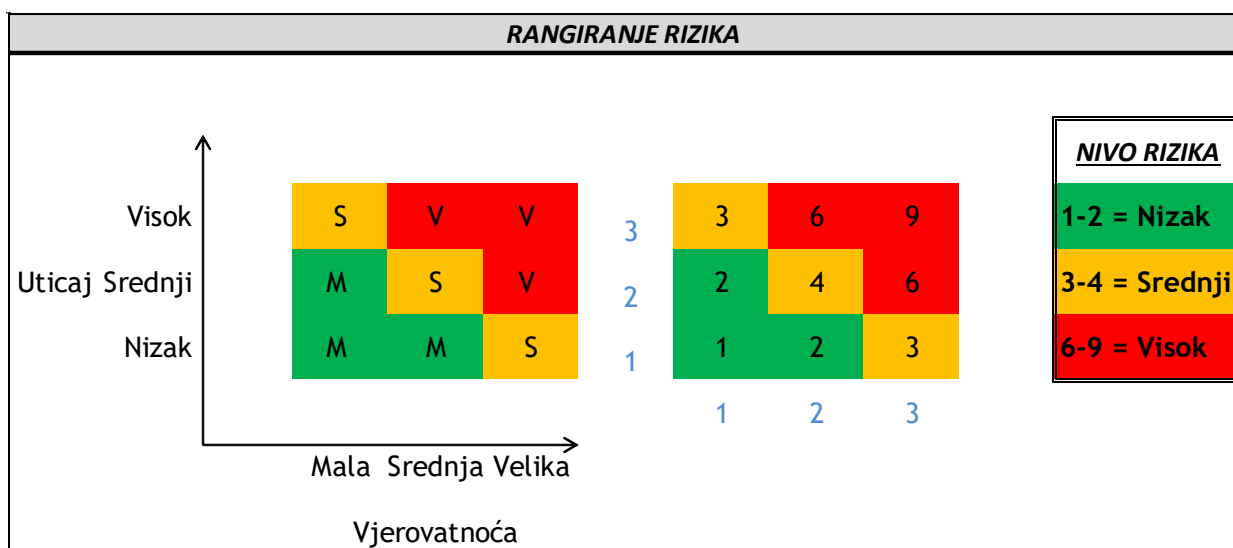 RANGIRANJE RIZIKA
NIVO RIZIKA
Visok S V V 3 3 6 9 1-2 = Nizak
Uticaj Srednji M S V 2 2 4 6 3-4 = Srednji
Nizak M M S 1 1 2 3 6-9 = Visok
1 2 3
Mala Srednja Velika
Vjerovatnoća